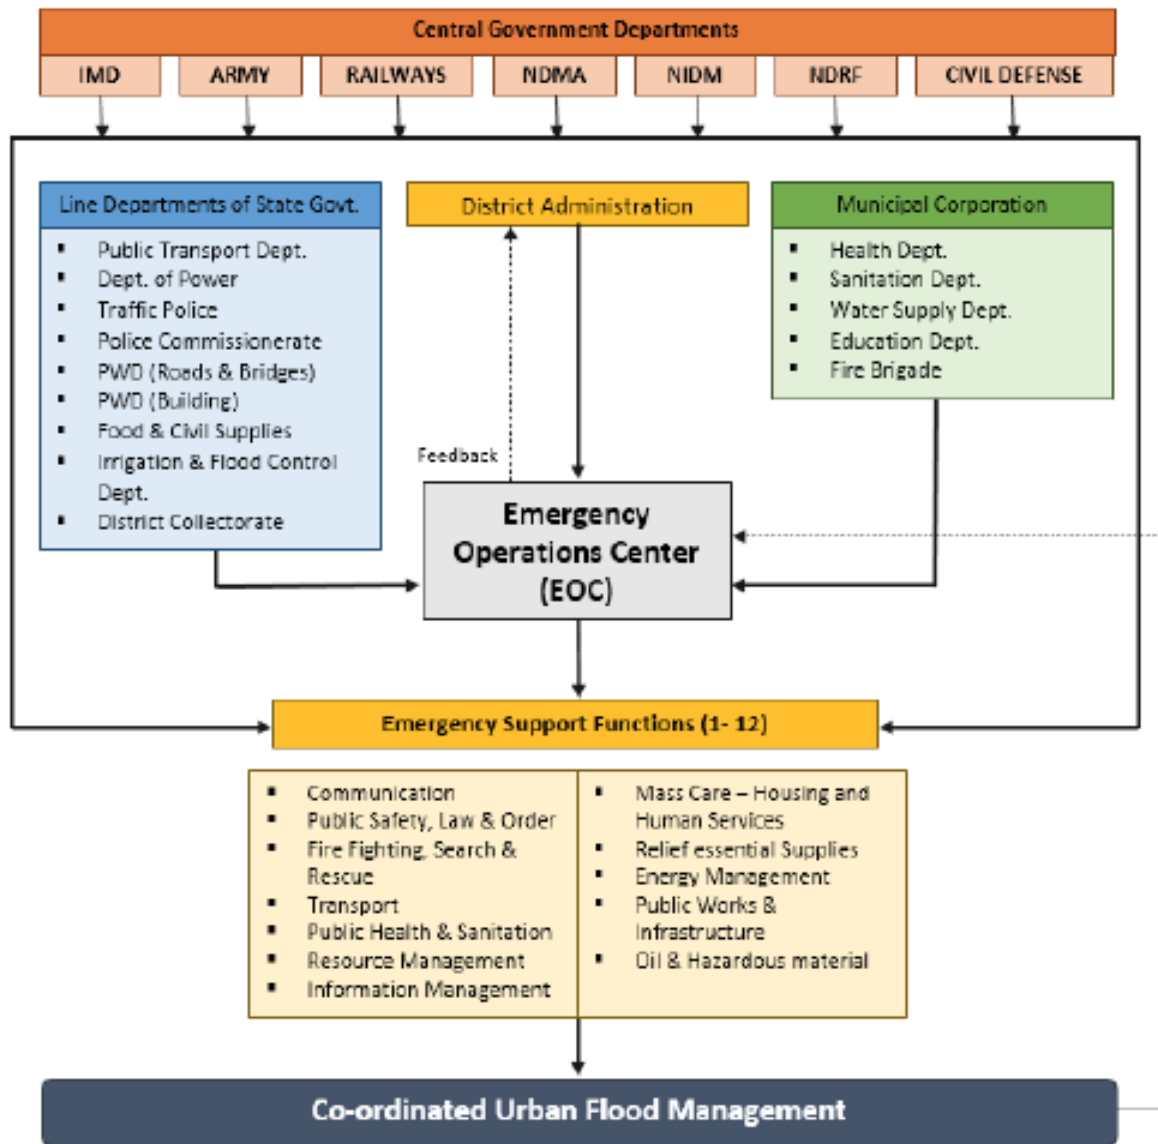 Central Government Departments
IMD
ARMY
RAILWAYS
NDMA
NIDM
NDRF
CIVIL DEFENSE
Line Departments of State Govt.
▪ Public Transport Dept.
▪ Dept. of Power
▪ Traffic Police
▪ Police Commissionerate
▪ PWD (Roads & Bridges)
▪ PWD (Building)
▪ Food & Civil Supplies
▪ Irrigation & Flood Control
Dept.
▪ District Collectorate
District Administration
Municipal Corporation
▪ Health Dept.
▪ Sanitation Dept.
▪ Water Supply Dept.
▪ Education Dept.
▪ Fire Brigade
Feedback
Emergency
Operations Center
(EOC)
Emergency Support Functions (1- 12)
▪ Communication
▪ Public Safety, Law & Order
▪ Fire Fighting, Search &
Rescue
▪ Transport
▪ Public Health & Sanitation
▪ Resource Management
▪ Information Management
▪ Mass Care – Housing and
Human Services
▪ Relief essential Supplies
▪ Energy Management
▪ Public Works &
Infrastructure
▪ Oil & Hazardous material
Co-ordinated Urban Flood Management